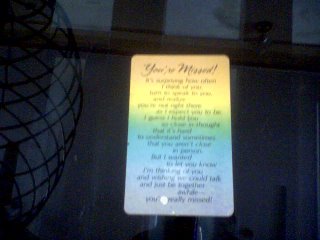 You're Missed!
It's surprising how often
I think of you
turn to speak to you,
and realize
you're not right there
as I expect you to be.
I guess I hold you
so close in thought
that it's hard
to understand sometimes
that you aren't close
in person.
But I wanted
to let you know
I'm thinking of you
and wishing we could talk
and just be together
awhile—
you really missed!